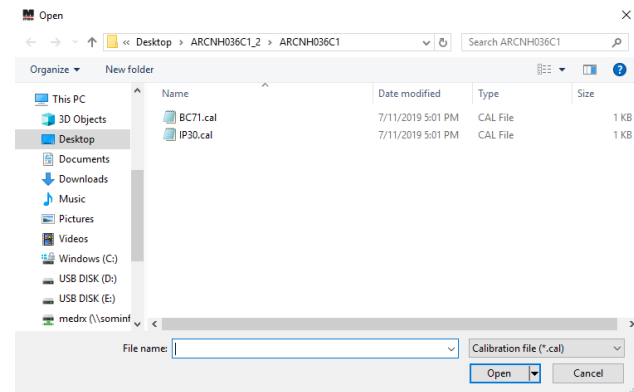 Open
« Desktop > ARCNH036C1_2 > ARCNH036C1
Search ARCNH036C1
Organize
New folder
Name Date modified Type Size
BC71.cal 7/11/2019 5:01 PM CAL File 1 KB
IP30.cal 7/11/2019 5:01 PM CAL File 1 KB
This PC
3D Objects
Desktop
Documents
Downloads
Music
Pictures
Videos
Windows (C:)
USB DISK (D:)
USB DISK (E:)
medrx (\\sominf
File name:
Calibration file (*.cal)
Open
Cancel